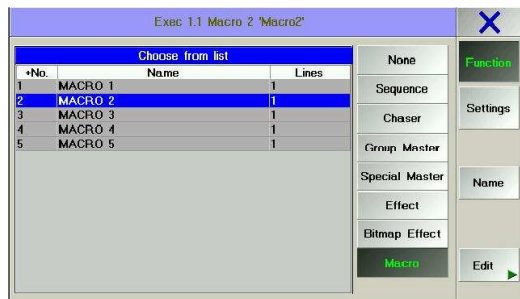 Exec 1.1 Macro 2 'Macro2'
Choose from list
+No. Name Lines
1 MACRO 1 1
2 MACRO 2 1
3 MACRO 3 1
4 MACRO 4 1
5 MACRO 5 1
None
Sequence
Chaser
Group Master
Special Master
Effect
Bitmap Effect
Macro
Function
Settings
Name
Edit